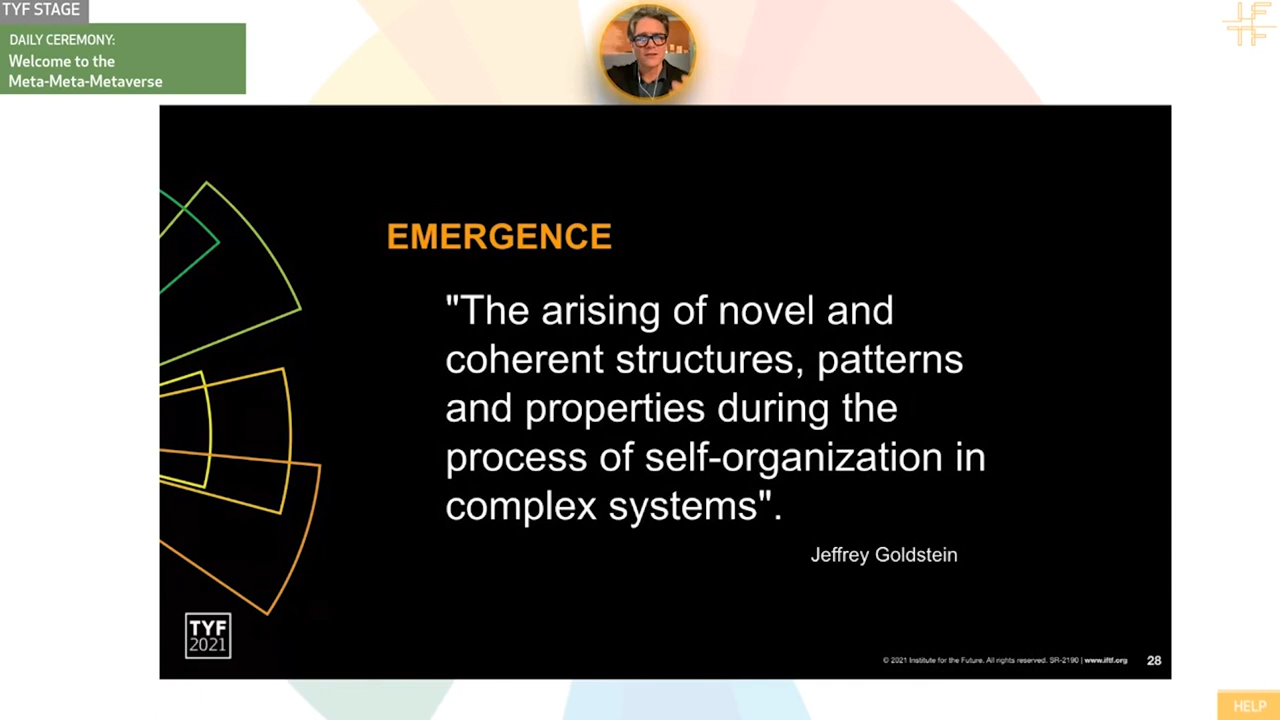 TYF STAGE
DAILY CEREMONY:
Welcome to the
Meta-Meta-Metaverse
IF
TF
EMERGENCE
"The arising of novel and
coherent structures, patterns
and properties during the
process of self-organization in
complex systems".
Jeffrey Goldstein
TYF
2021
© 2021 Institute for the Future. All rights reserved. SR-2190 | www.iftf.org
28
HELP